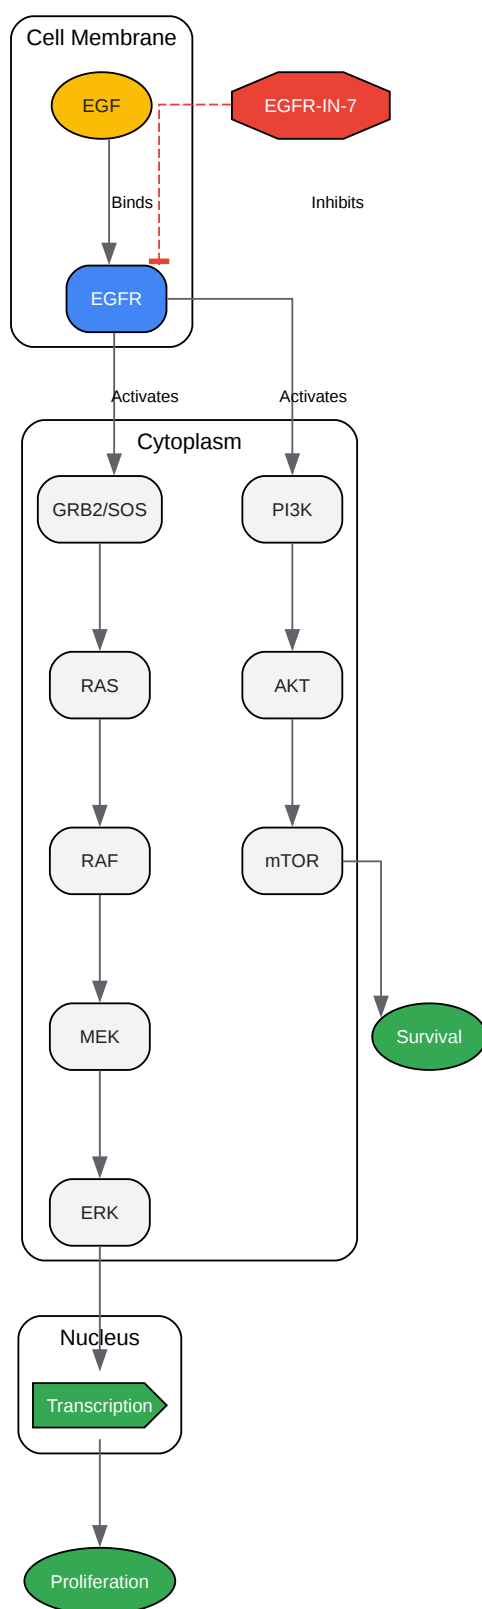 Cell Membrane
EGF
EGFR-IN-7
Binds
Inhibits
EGFR
Activates
Activates
Cytoplasm
GRB2/SOS
PI3K
RAS
AKT
RAF
mTOR
MEK
Survival
ERK
Nucleus
Transcription
Proliferation